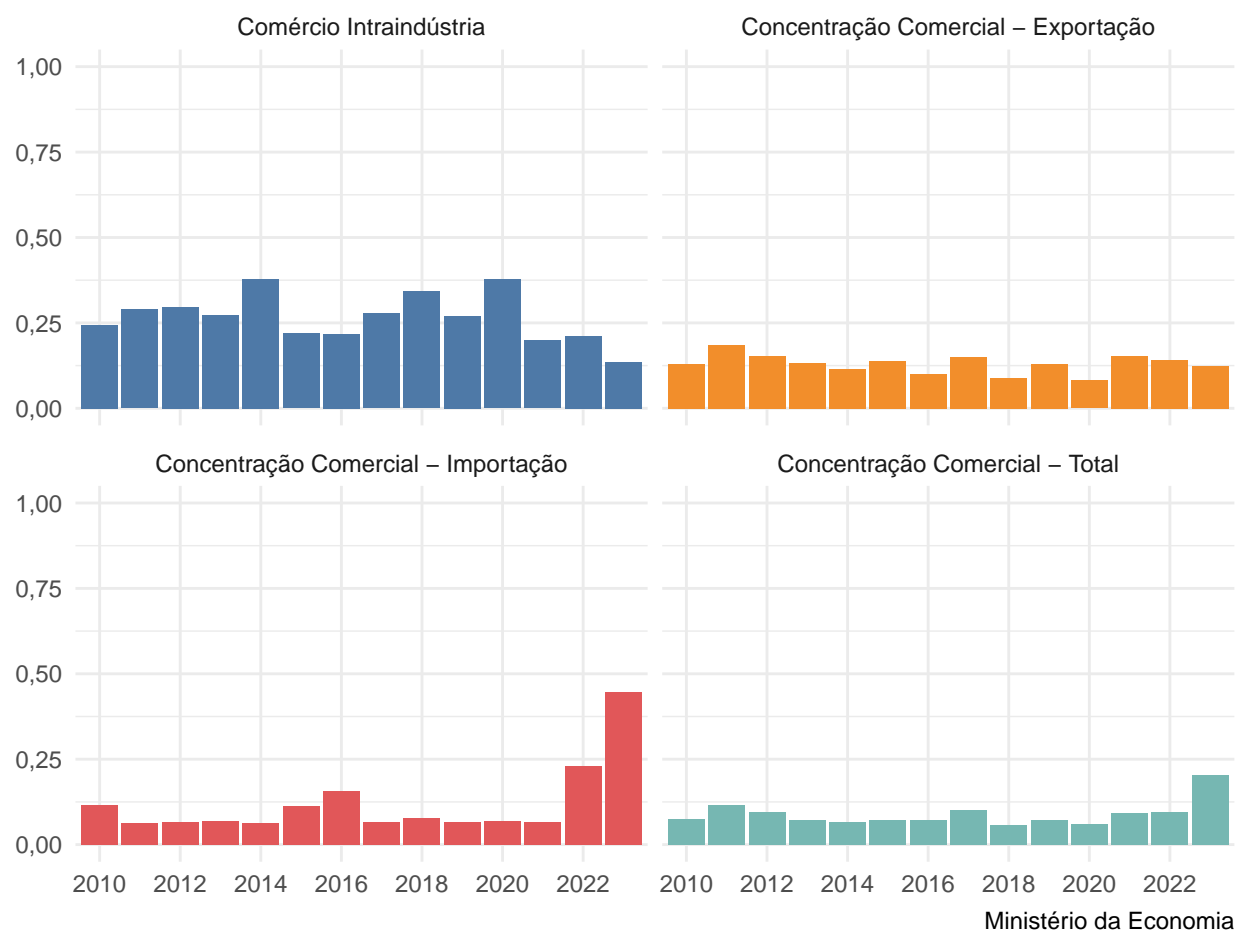 Comércio Intraindústria
Concentração Comercial – Exportação
1,00
0,75
0,50
0,25
0,00
Concentração Comercial – Importação
Concentração Comercial – Total
1,00
0,75
0,50
0,25
0,00
2010 2012 2014 2016 2018 2020 2022
2010 2012 2014 2016 2018 2020 2022
Ministério da Economia